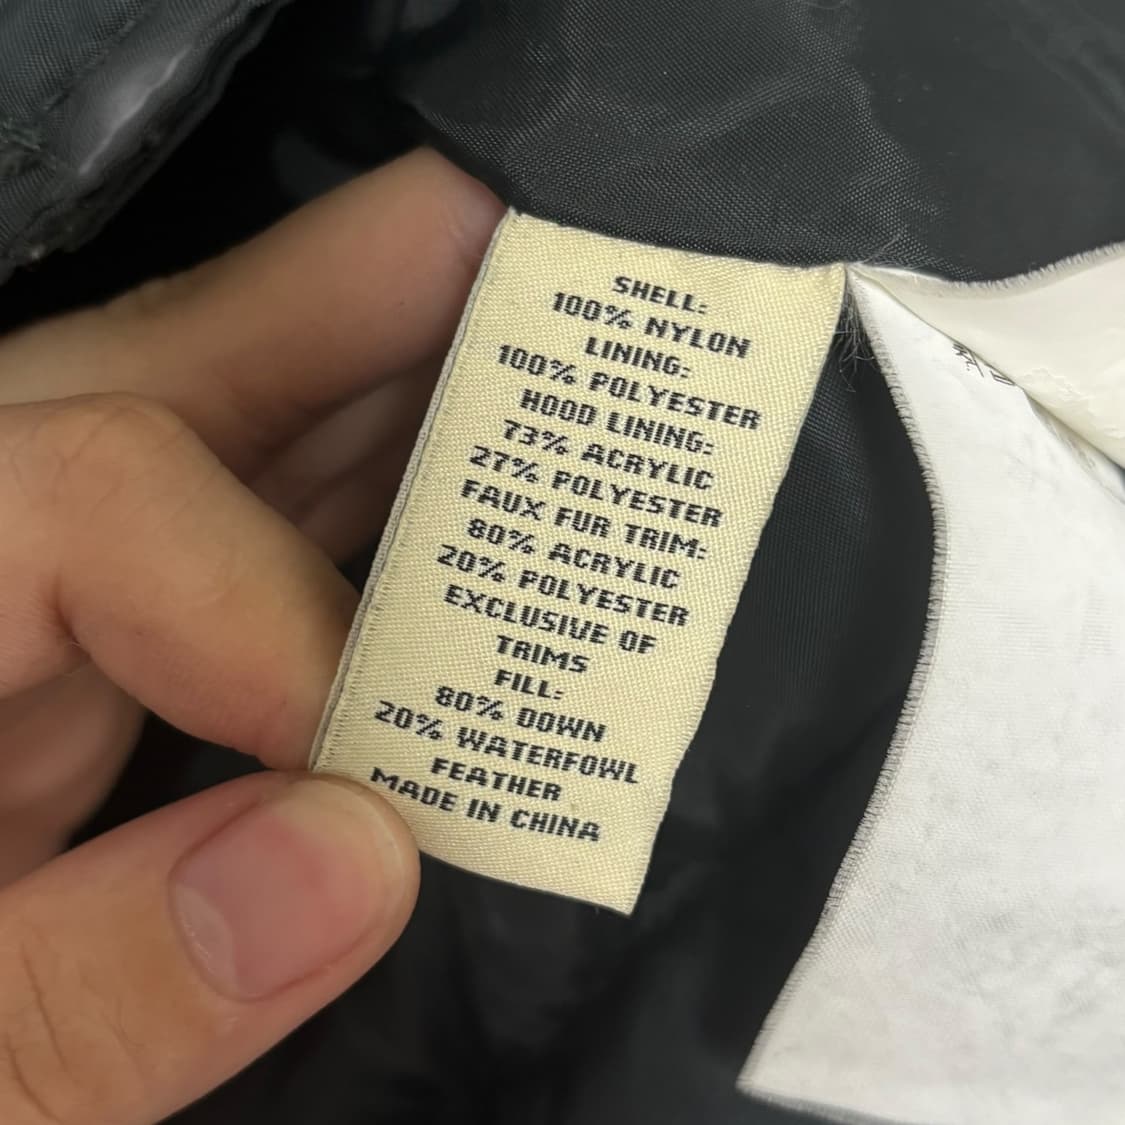 SHELL:
100% NYLON
LINING:
100% POLYESTER
HOOD LINING:
73% ACRYLIC
27% POLYESTER
FAUX FUR TRIM:
80% ACRYLIC
20% POLYESTER
EXCLUSIVE OF
TRIMS
FILL:
80% DOWN
20% WATERFOWL
FEATHER
MADE IN CHINA